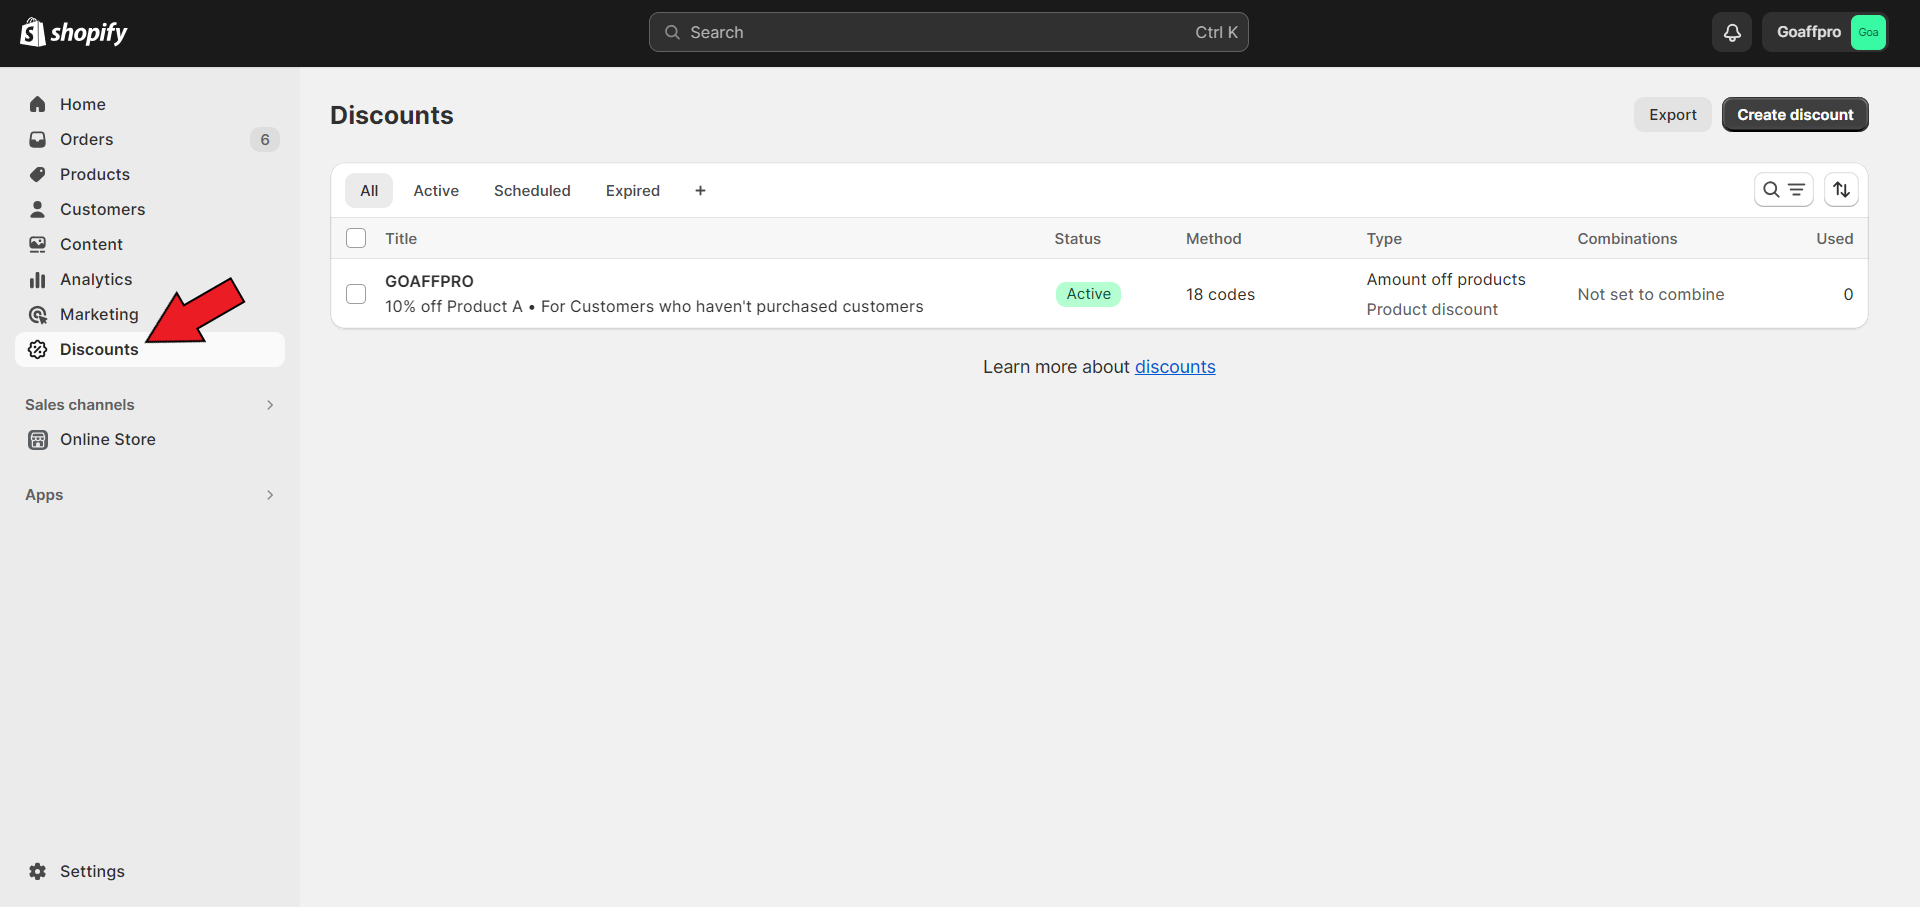 shopify
Search
Ctrl K
Goaffpro
Goa
Home
Orders
6
Products
Customers
Content
Analytics
Marketing
Discounts
Sales channels
Online Store
Apps
Settings
Discounts
Export
Create discount
All
Active
Scheduled
Expired
+
Title
Status
Method
Type
Combinations
Used
GOAFFPRO
10% off Product A • For Customers who haven't purchased customers
Active
18 codes
Amount off products
Product discount
Not set to combine
0
Learn more about discounts